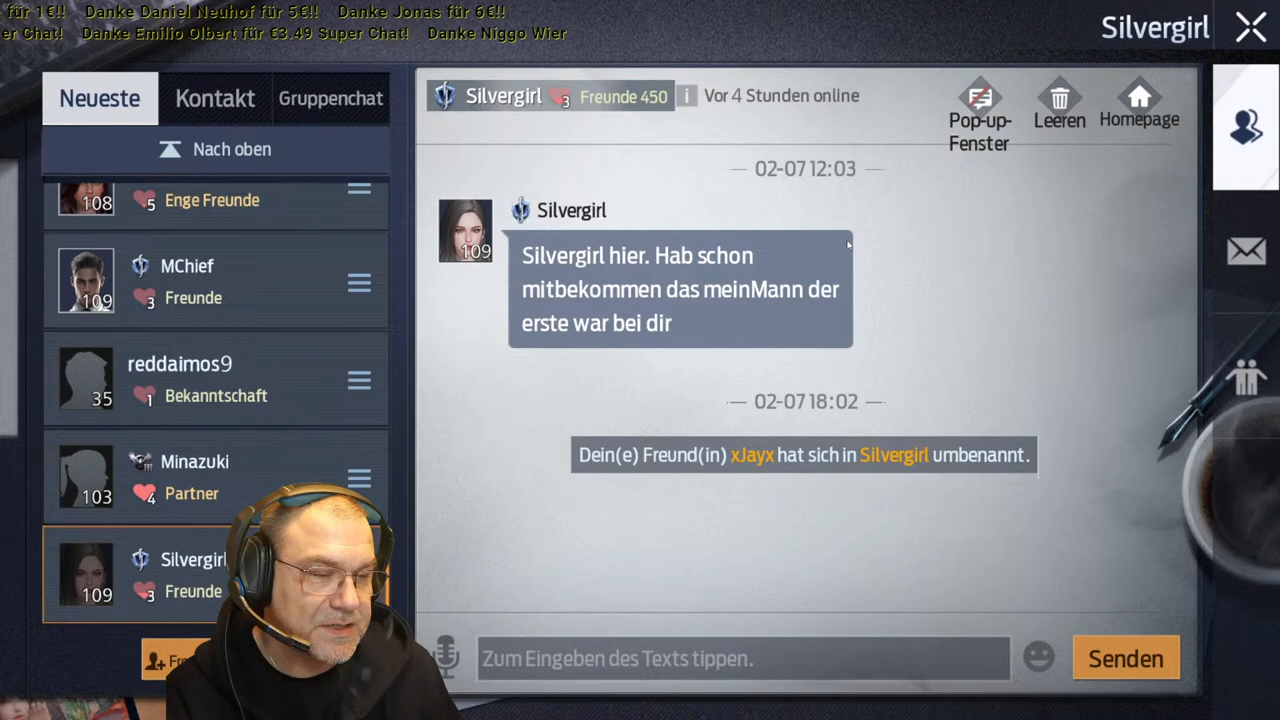 für 1€!! Danke Daniel Neuhof für 5€!! Danke Jonas für 6€!!
er Chat! Danke Emilio Olbert für €3.49 Super Chat! Danke Niggo Wier
Silvergirl
Neueste
Kontakt
Gruppenchat
Nach oben
108
5 Enge Freunde
109
MChief
3 Freunde
reddaimos9
35
1 Bekanntschaft
Minazuki
103
4 Partner
Silvergirl
109
3 Freunde
Silvergirl 3 Freunde 450 i Vor 4 Stunden online
Pop-up-
Fenster
Leeren
Homepage
02-07 12:03
Silvergirl
109
Silvergirl hier. Hab schon
mitbekommen das meinMann der
erste war bei dir
02-07 18:02
Dein(e) Freund(in) xJayx hat sich in Silvergirl umbenannt.
Zum Eingeben des Texts tippen.
Senden